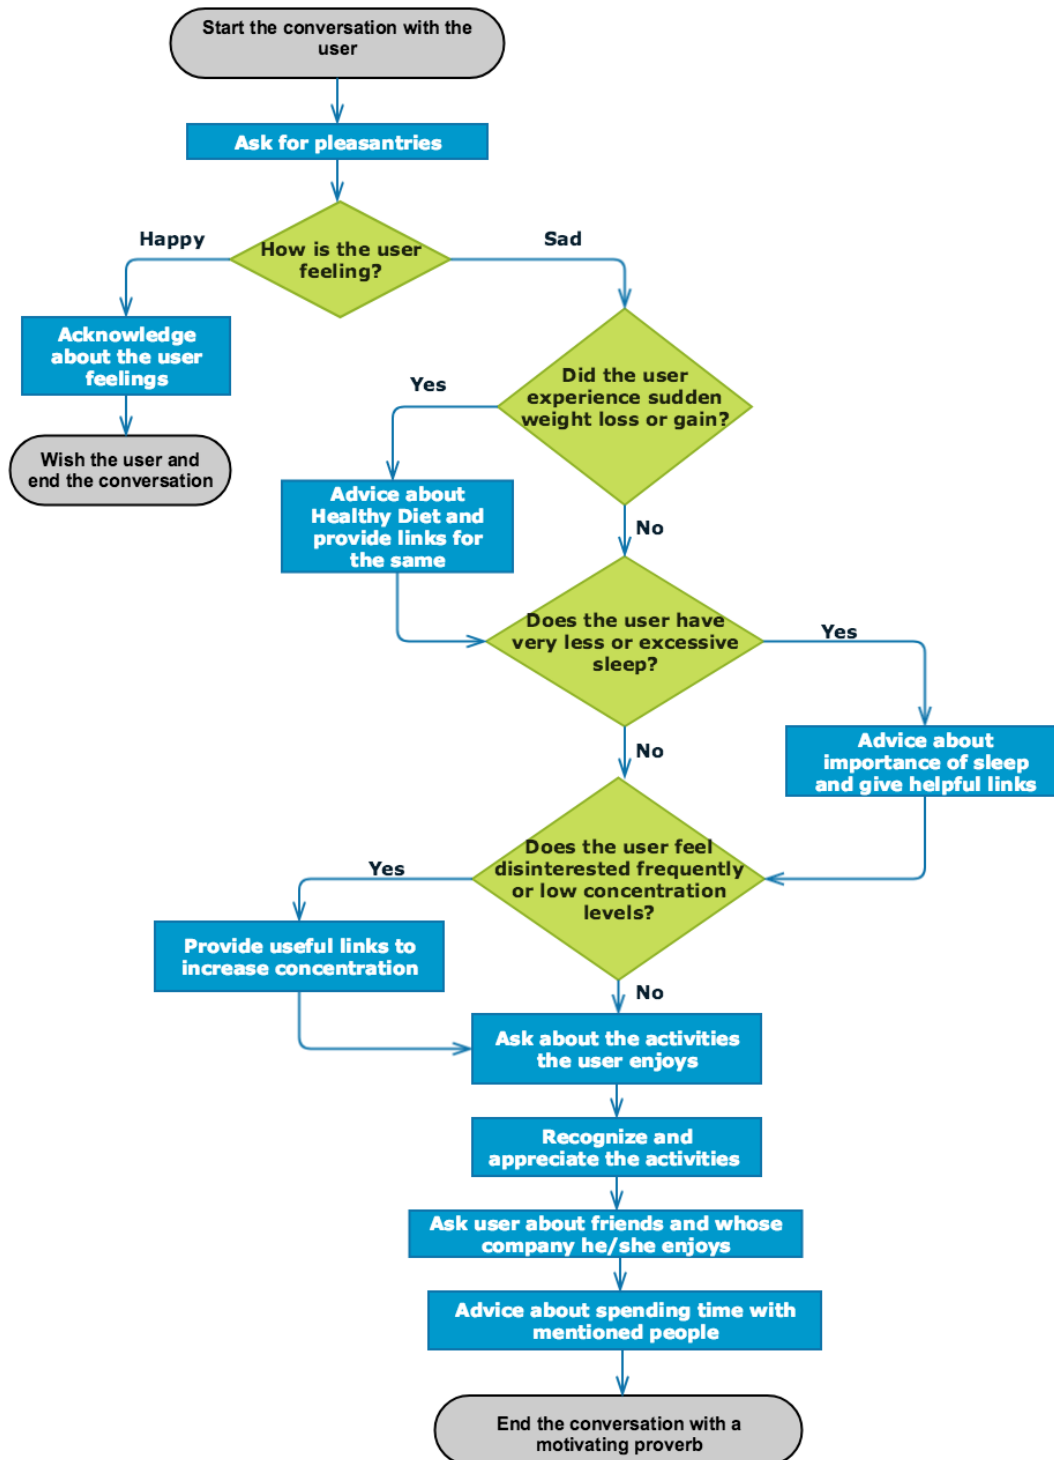 Start the conversation with the
user
Ask for pleasantries
How is the user
feeling?
Happy
Sad
Acknowledge
about the user
feelings
Wish the user and
end the conversation
Did the user
experience sudden
weight loss or gain?
Yes
Advice about
Healthy Diet and
provide links for
the same
No
Does the user have
very less or excessive
sleep?
Yes
Advice about
importance of sleep
and give helpful links
No
Does the user feel
disinterested frequently
or low concentration
levels?
Yes
Provide useful links to
increase concentration
No
Ask about the activities
the user enjoys
Recognize and
appreciate the activities
Ask user about friends and whose
company he/she enjoys
Advice about spending time with
mentioned people
End the conversation with a
motivating proverb